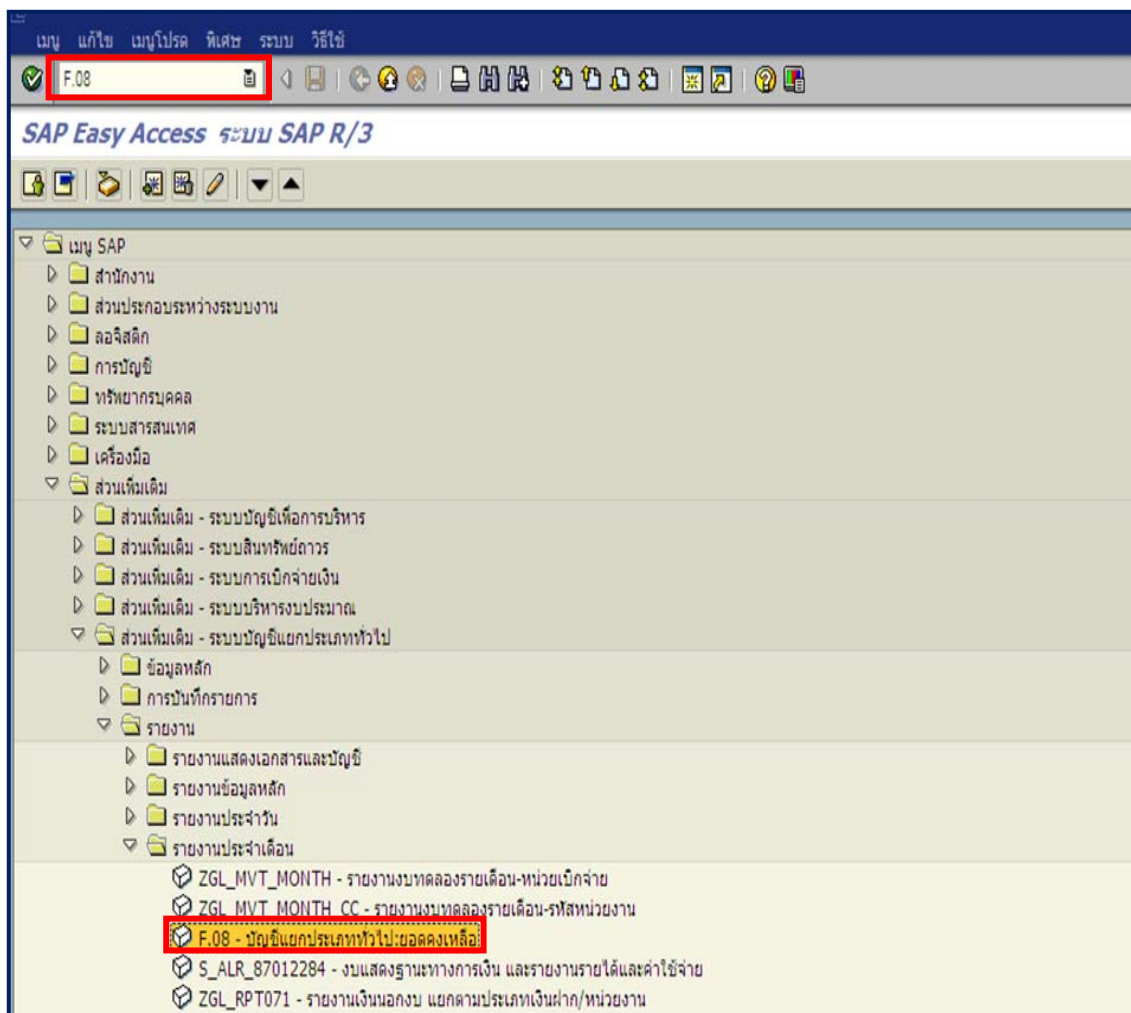 เมนู แก้ไข เมนูโปรด พิเศษ ระบบ วิธีใช้
F.08
SAP Easy Access ระบบ SAP R/3
เมนู SAP
สำนักงาน
ส่วนประกอบระหว่างระบบงาน
ลอจิสติก
การบัญชี
ทรัพยากรบุคคล
ระบบสารสนเทศ
เครื่องมือ
ส่วนเพิ่มเติม
ส่วนเพิ่มเติม - ระบบบัญชีเพื่อการบริหาร
ส่วนเพิ่มเติม - ระบบสินทรัพย์ถาวร
ส่วนเพิ่มเติม - ระบบการเบิกจ่ายเงิน
ส่วนเพิ่มเติม - ระบบบริหารงบประมาณ
ส่วนเพิ่มเติม - ระบบบัญชีแยกประเภททั่วไป
ข้อมูลหลัก
การบันทึกรายการ
รายงาน
รายงานแสดงเอกสารและบัญชี
รายงานข้อมูลหลัก
รายงานประจำวัน
รายงานประจำเดือน
ZGL_MVT_MONTH - รายงานงบทดลองรายเดือน-หน่วยเบิกจ่าย
ZGL_MVT_MONTH_CC - รายงานงบทดลองรายเดือน-รหัสหน่วยงาน
F.08 - บัญชีแยกประเภททั่วไป:ยอดคงเหลือ
S_ALR_87012284 - งบแสดงฐานะทางการเงิน และรายงานรายได้และค่าใช้จ่าย
ZGL_RPT071 - รายงานเงินนอกงบ แยกตามประเภทเงินฝาก/หน่วยงาน